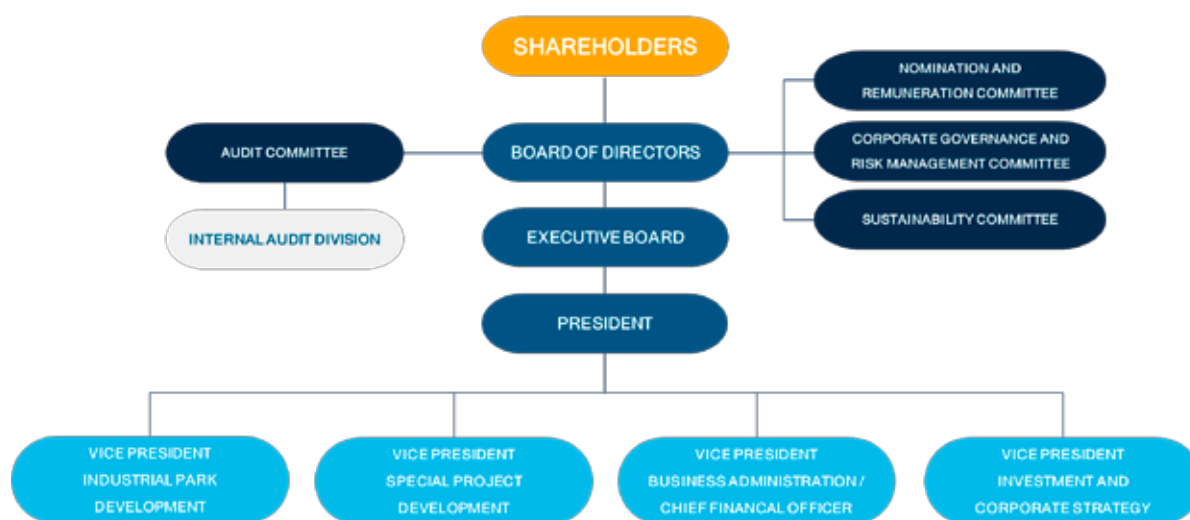 SHAREHOLDERS
NOMINATION AND
REMUNERATION COMMITTEE
AUDIT COMMITTEE
BOARD OF DIRECTORS
CORPORATE GOVERNANCE AND
RISK MANAGEMENT COMMITTEE
SUSTAINABILITY COMMITTEE
INTERNAL AUDIT DIVISION
EXECUTIVE BOARD
PRESIDENT
VICE PRESIDENT
INDUSTRIAL PARK
DEVELOPMENT
VICE PRESIDENT
SPECIAL PROJECT
DEVELOPMENT
VICE PRESIDENT
BUSINESS ADMINISTRATION /
CHIEF FINANCAL OFFICER
VICE PRESIDENT
INVESTMENT AND
CORPORATE STRATEGY